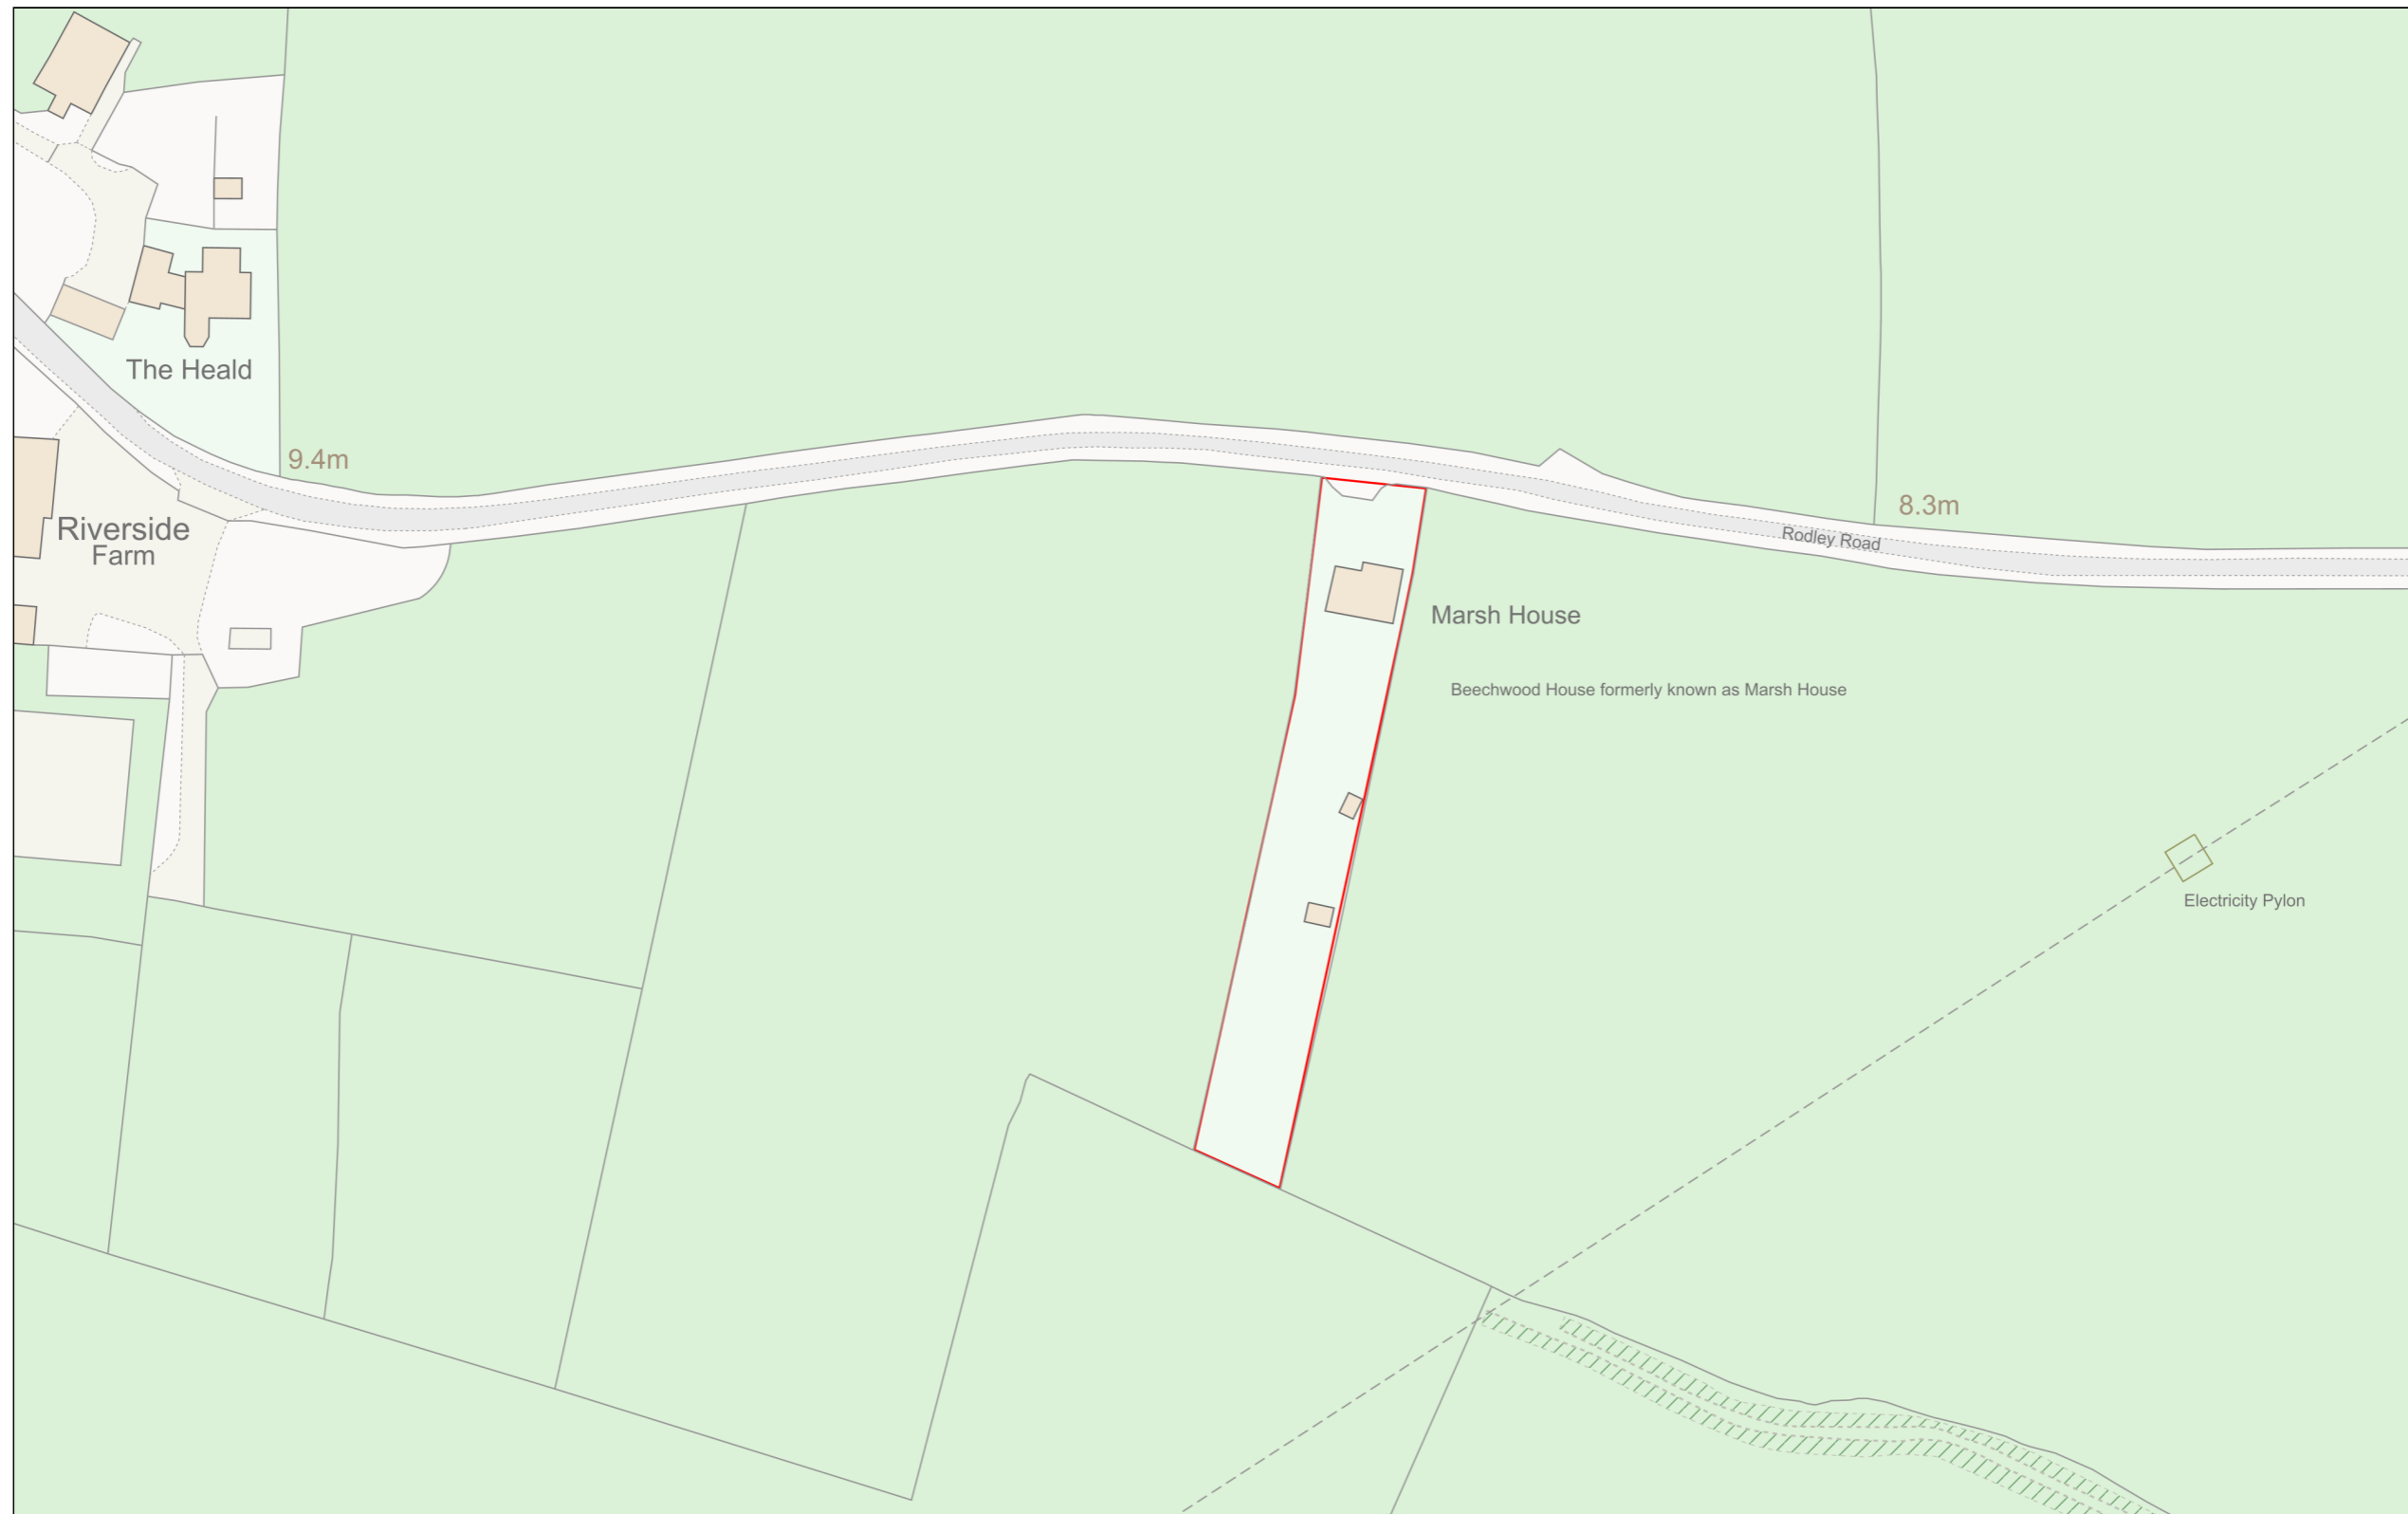 The Heald
9.4m
Riverside
Farm
8.3m
Rodley Road
Marsh House
Beechwood House formerly known as Marsh House
Electricity Pylon